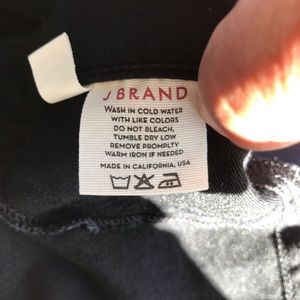 J BRAND
WASH IN COLD WATER
WITH LIKE COLORS
DO NOT BLEACH,
TUMBLE DRY LOW
REMOVE PROMPTLY
WARM IRON IF NEEDED
MADE IN CALIFORNIA, USA